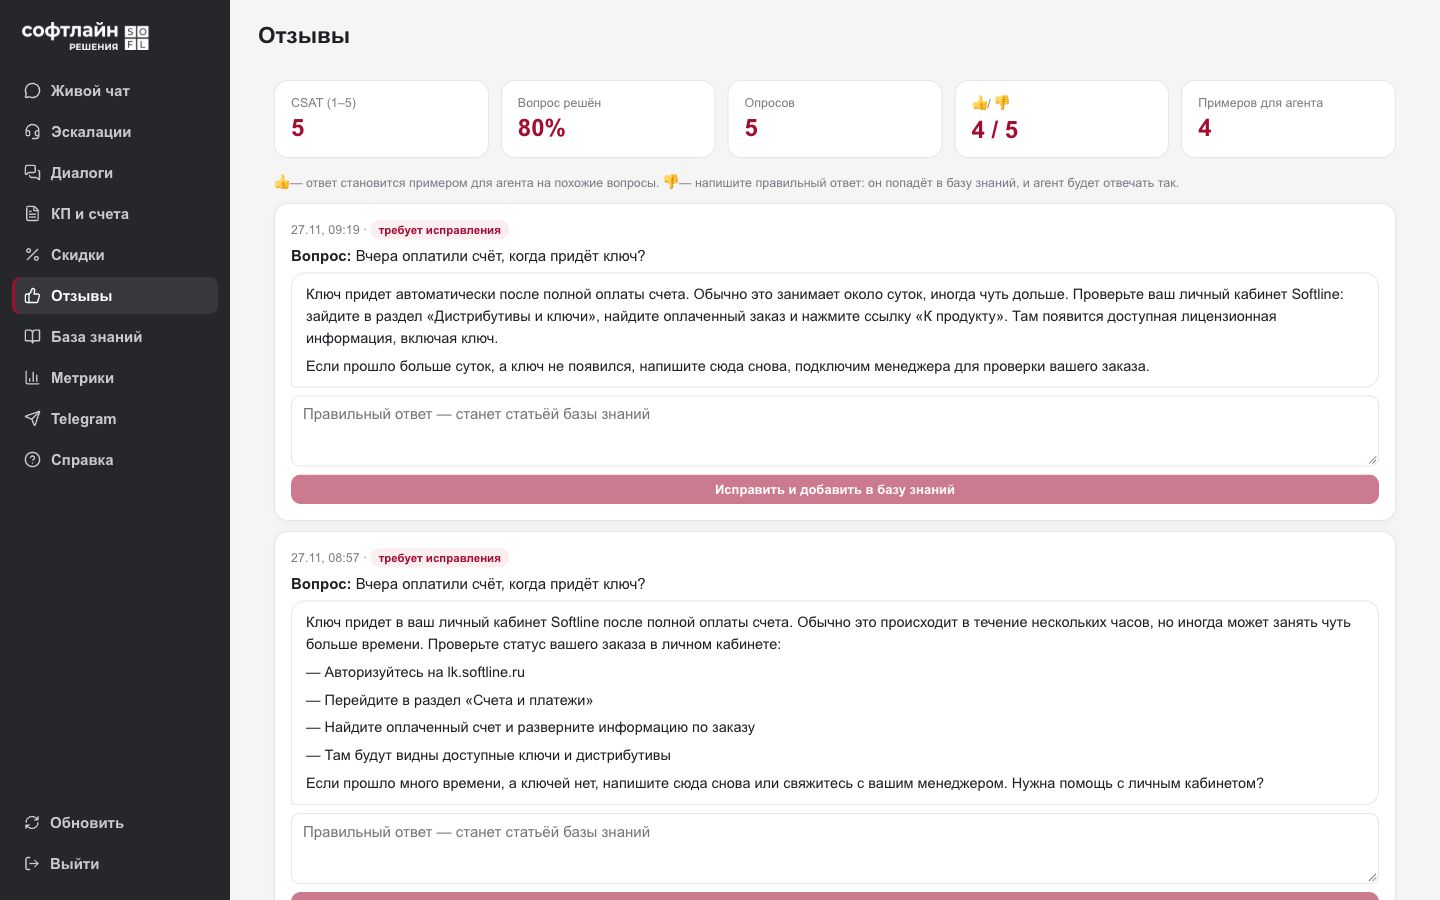 софтлайн
РЕШЕНИЯ
SO
FL
Живой чат
Эскалации
Диалоги
КП и счета
Скидки
Отзывы
База знаний
Метрики
Telegram
Справка
Обновить
Выйти
Отзывы
CSAT (1–5)
5
Вопрос решён
80%
Опросов
5
👍/ 👎
4 / 5
Примеров для агента
4
👍— ответ становится примером для агента на похожие вопросы. 👎— напишите правильный ответ: он попадёт в базу знаний, и агент будет отвечать так.
27.11, 09:19 · требует исправления
Вопрос: Вчера оплатили счёт, когда придёт ключ?
Ключ придет автоматически после полной оплаты счета. Обычно это занимает около суток, иногда чуть дольше. Проверьте ваш личный кабинет Softline:
зайдите в раздел «Дистрибутивы и ключи», найдите оплаченный заказ и нажмите ссылку «К продукту». Там появится доступная лицензионная
информация, включая ключ.
Если прошло больше суток, а ключ не появился, напишите сюда снова, подключим менеджера для проверки вашего заказа.
Правильный ответ — станет статьёй базы знаний
Исправить и добавить в базу знаний
27.11, 08:57 · требует исправления
Вопрос: Вчера оплатили счёт, когда придёт ключ?
Ключ придет в ваш личный кабинет Softline после полной оплаты счета. Обычно это происходит в течение нескольких часов, но иногда может занять чуть
больше времени. Проверьте статус вашего заказа в личном кабинете:
— Авторизуйтесь на lk.softline.ru
— Перейдите в раздел «Счета и платежи»
— Найдите оплаченный счет и разверните информацию по заказу
— Там будут видны доступные ключи и дистрибутивы
Если прошло много времени, а ключей нет, напишите сюда снова или свяжитесь с вашим менеджером. Нужна помощь с личным кабинетом?
Правильный ответ — станет статьёй базы знаний